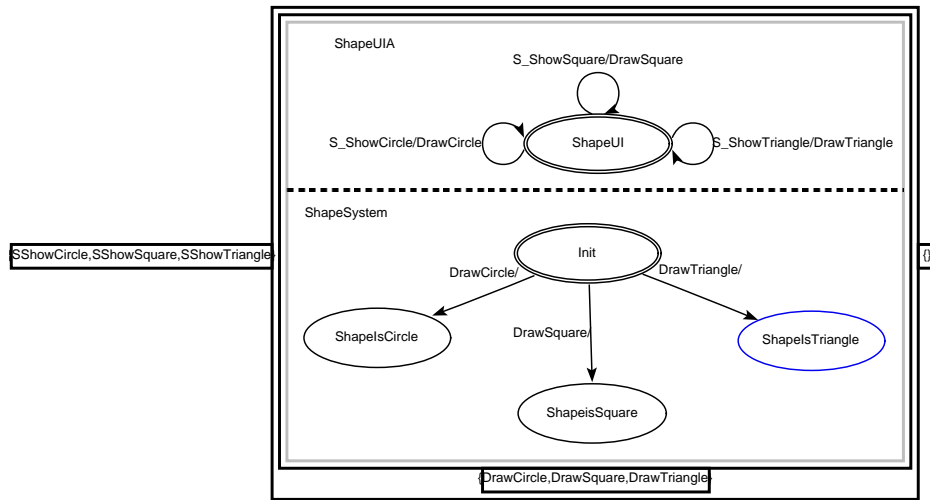 ShapeUIA
S_ShowSquare/DrawSquare
S_ShowCircle/DrawCircle
ShapeUI
S_ShowTriangle/DrawTriangle
ShapeSystem
{SShowCircle,SShowSquare,SShowTriangle}
Init
{}
DrawCircle/
DrawTriangle/
DrawSquare/
ShapeIsCircle
ShapeIsTriangle
ShapeisSquare
{DrawCircle,DrawSquare,DrawTriangle}